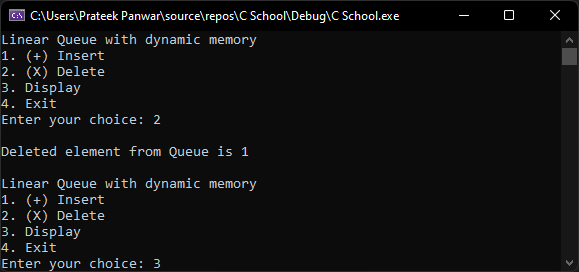 C:\Users\Prateek Panwar\source\repos\C School\Debug\C School.exe
Linear Queue with dynamic memory
1. (+) Insert
2. (X) Delete
3. Display
4. Exit
Enter your choice: 2
Deleted element from Queue is 1
Linear Queue with dynamic memory
1. (+) Insert
2. (X) Delete
3. Display
4. Exit
Enter your choice: 3